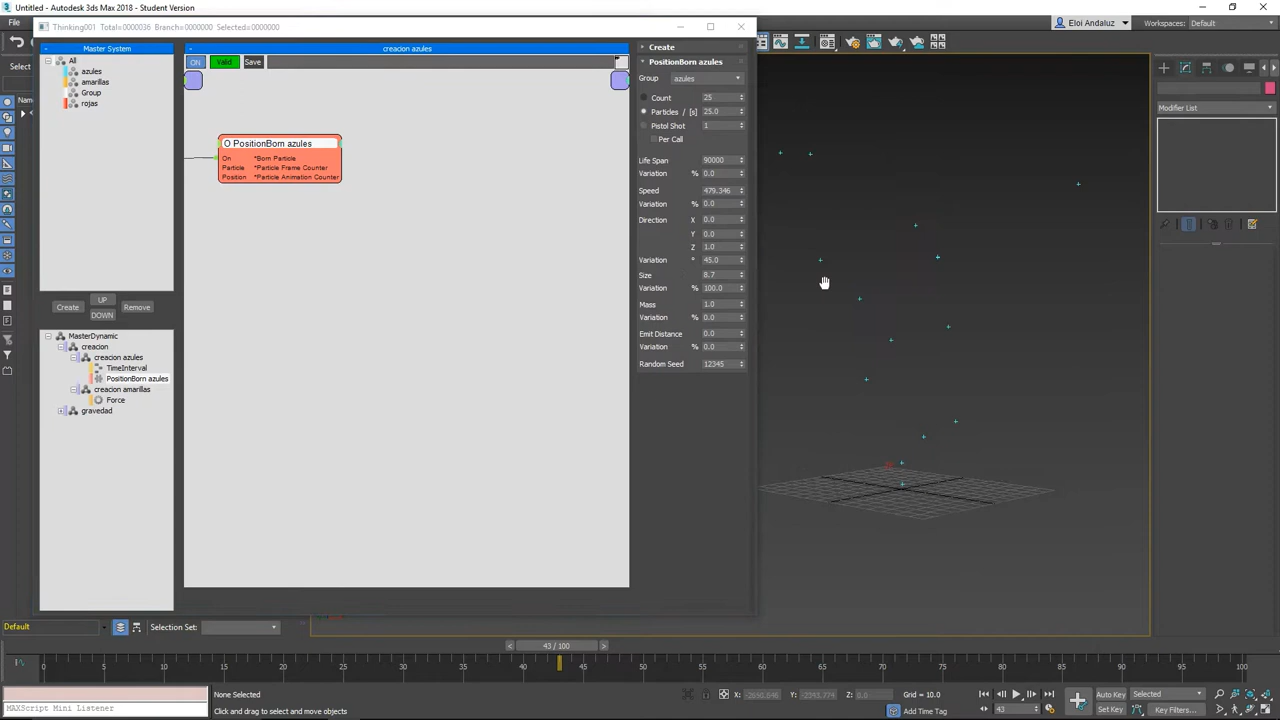 Untitled - Autodesk 3ds Max 2018 - Student Version
File
Eloi Andaluz
Workspaces: Default
Thinking001 Total=0000036 Branch=0000000 Selected=0000000
Select
Name
Master System
All
azules
amarillas
Group
rojas
Create
UP
DOWN
Remove
MasterDynamic
creacion
creacion azules
TimeInterval
PositionBorn azules
creacion amarillas
Force
gravedad
creacion azules
ON
Valid
Save
O PositionBorn azules
On *Born Particle
Particle *Particle Frame Counter
Position *Particle Animation Counter
Create
PositionBorn azules
Group azules
Count 25
Particles / [s] 25.0
Pistol Shot 1
Per Call
Life Span 90000
Variation % 0.0
Speed 479.346
Variation % 0.0
Direction X 0.0
Y 0.0
Z 1.0
Variation ° 45.0
Size 8.7
Variation % 100.0
Mass 1.0
Variation % 0.0
Emit Distance 0.0
Variation % 0.0
Random Seed 12345
Modifier List
Default
Selection Set:
< 43 / 100 >
0 5 10 15 20 25 30 35 40 45 50 55 60 65 70 75 80 85 90 95 100
None Selected
Click and drag to select and move objects
MAXScript Mini Listener
X: -2650.846 Y: -2393.774 Z: 0.0 Grid = 10.0
Add Time Tag
43
Auto Key
Selected
Set Key
Key Filters...